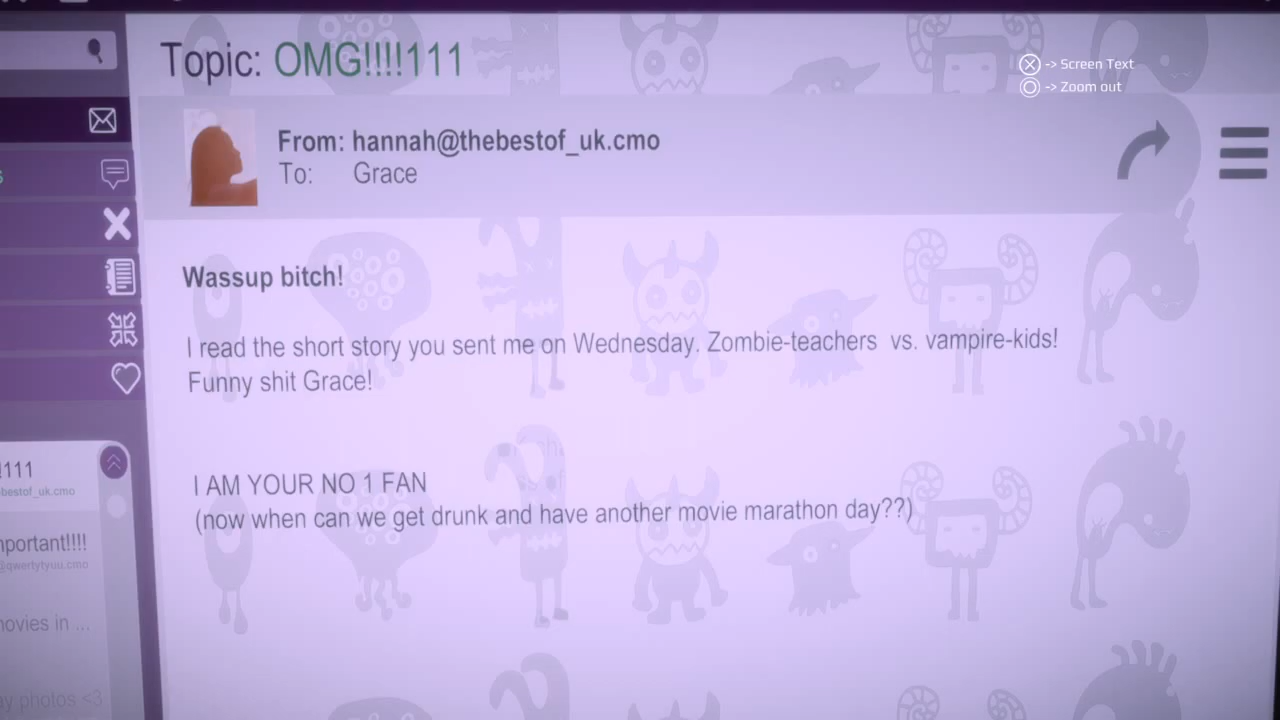 Topic: OMG!!!!111
-> Screen Text
-> Zoom out
From: hannah@thebestof_uk.cmo
To: Grace
Wassup bitch!
I read the short story you sent me on Wednesday. Zombie-teachers vs. vampire-kids!
Funny shit Grace!
I AM YOUR NO 1 FAN
(now when can we get drunk and have another movie marathon day??)
!111
bestof_uk.cmo
nportant!!!!
@qwertytyuu.cmo
novies in ...
ay photos <3